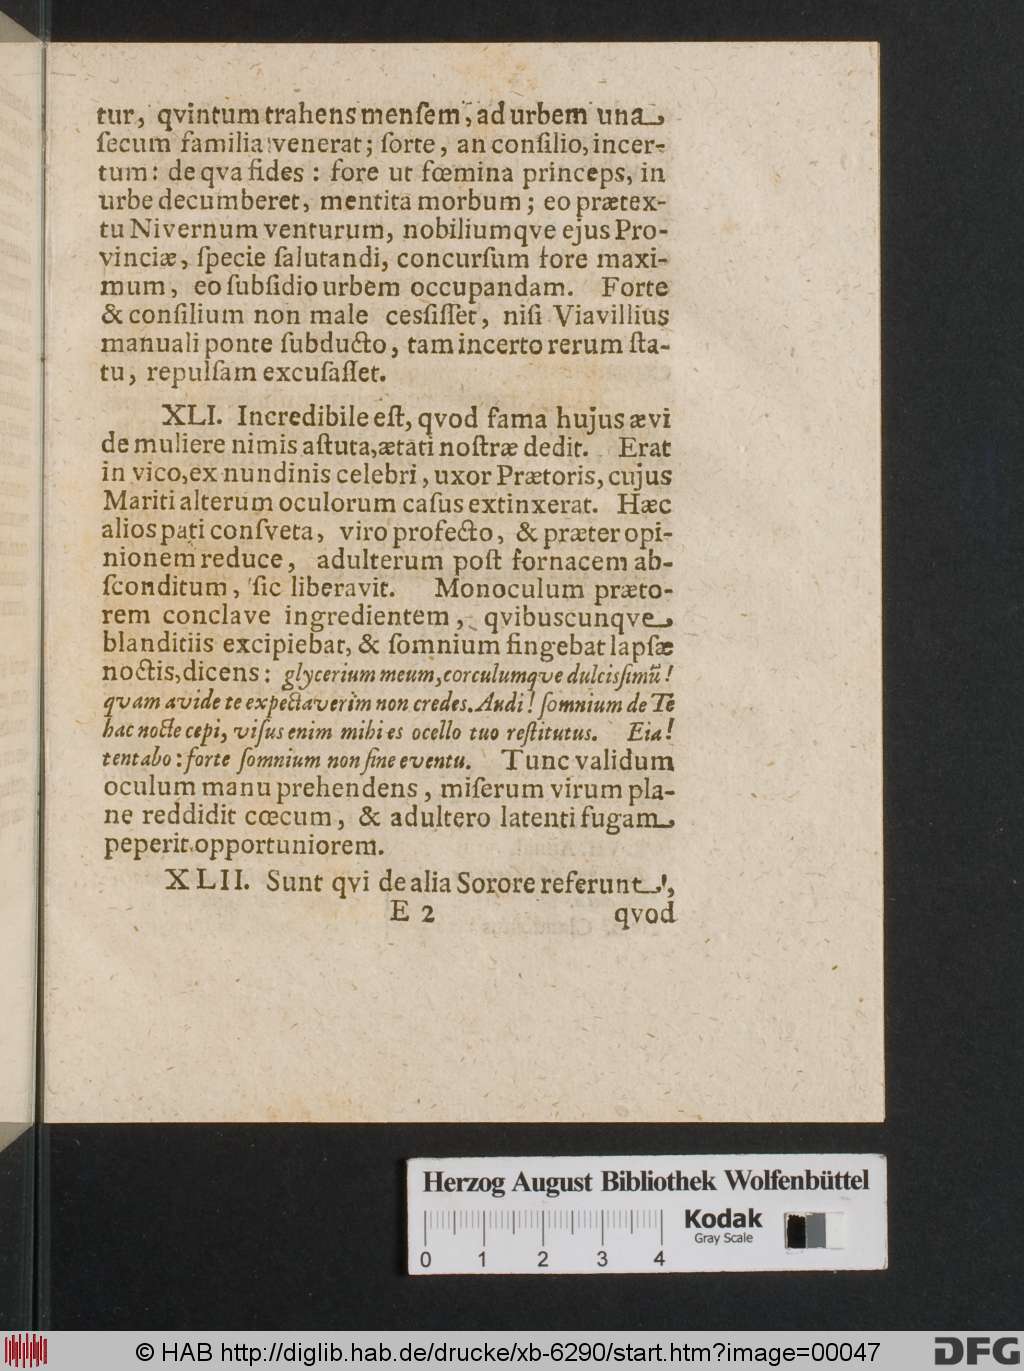 tur, qvintum trahens menſem, ad urbem una
ſecum familia venerat; ſorte, an conſilio, incer-
tum: de qva fides: fore ut fœmina princeps, in
urbe decumberet, mentita morbum; eo prætex-
tu Nivernum venturum, nobiliumqve ejus Pro-
vinciæ, ſpecie ſalutandi, concurſum fore maxi-
mum, eo ſubſidio urbem occupandam. Forte
& conſilium non male cesſiſſet, niſi Viavillius
manuali ponte ſubducto, tam incerto rerum ſta-
tu, repulſam excuſaſſet.
XLI. Incredibile eſt, qvod fama hujus ævi
de muliere nimis aſtuta, ætati noſtræ dedit. Erat
in vico, ex nundinis celebri, uxor Prætoris, cujus
Mariti alterum oculorum caſus extinxerat. Hæc
alios pati conſveta, viro profecto, & præter opi-
nionem reduce, adulterum poſt fornacem ab-
ſconditum, ſic liberavit. Monoculum præto-
rem conclave ingredientem, qvibuscunqve
blanditiis excipiebat, & ſomnium fingebat lapſæ
noctis, dicens: glycerium meum, corculumqve dulcisſimũ!
quam avide te expectaverim non credes. Audi! ſomnium de Te
hac nocte cepi, viſus enim mihi es ocello tuo reſtitutus. Eia!
tentabo: forte ſomnium non ſine eventu. Tunc validum
oculum manu prehendens, miſerum virum pla-
ne reddidit cœcum, & adultero latenti fugam
peperit opportuniorem.
XLII. Sunt qvi de alia Sorore referunt,
E 2 qvod
Herzog August Bibliothek Wolfenbüttel
Kodak
Gray Scale
0 1 2 3 4
© HAB http://diglib.hab.de/drucke/xb-6290/start.htm?image=00047
DFG